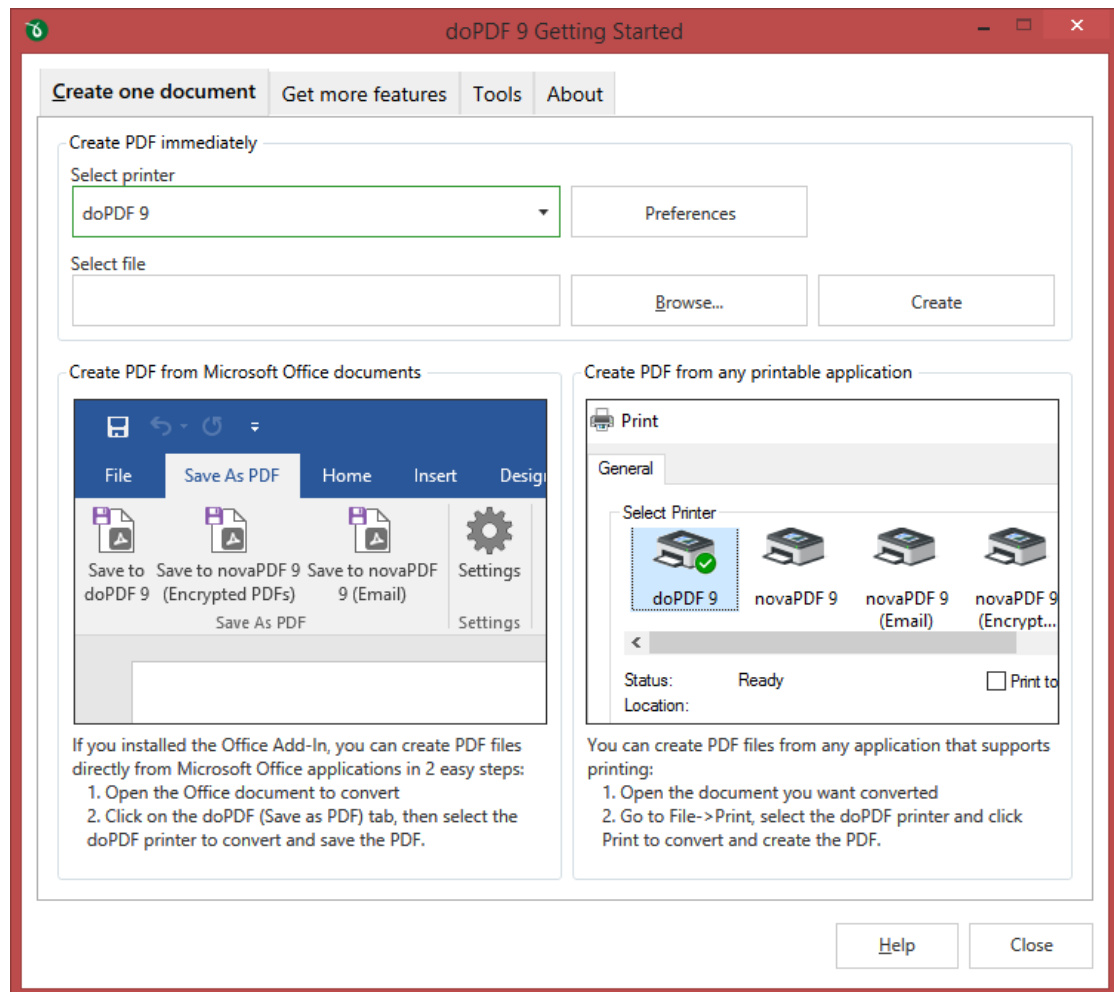 doPDF 9 Getting Started
Create one document
Get more features
Tools
About
Create PDF immediately
Select printer
doPDF 9
Preferences
Select file
Browse...
Create
Create PDF from Microsoft Office documents
File
Save As PDF
Home
Insert
Desig
Save to
doPDF 9
Save to novaPDF 9
(Encrypted PDFs)
Save to novaPDF
9 (Email)
Settings
Save As PDF
Settings
If you installed the Office Add-In, you can create PDF files
directly from Microsoft Office applications in 2 easy steps:
1. Open the Office document to convert
2. Click on the doPDF (Save as PDF) tab, then select the
doPDF printer to convert and save the PDF.
Create PDF from any printable application
Print
General
Select Printer
doPDF 9
novaPDF 9
novaPDF 9
(Email)
novaPDF 9
(Encrypt...
Status:
Ready
Print to
Location:
You can create PDF files from any application that supports
printing:
1. Open the document you want converted
2. Go to File->Print, select the doPDF printer and click
Print to convert and create the PDF.
Help
Close